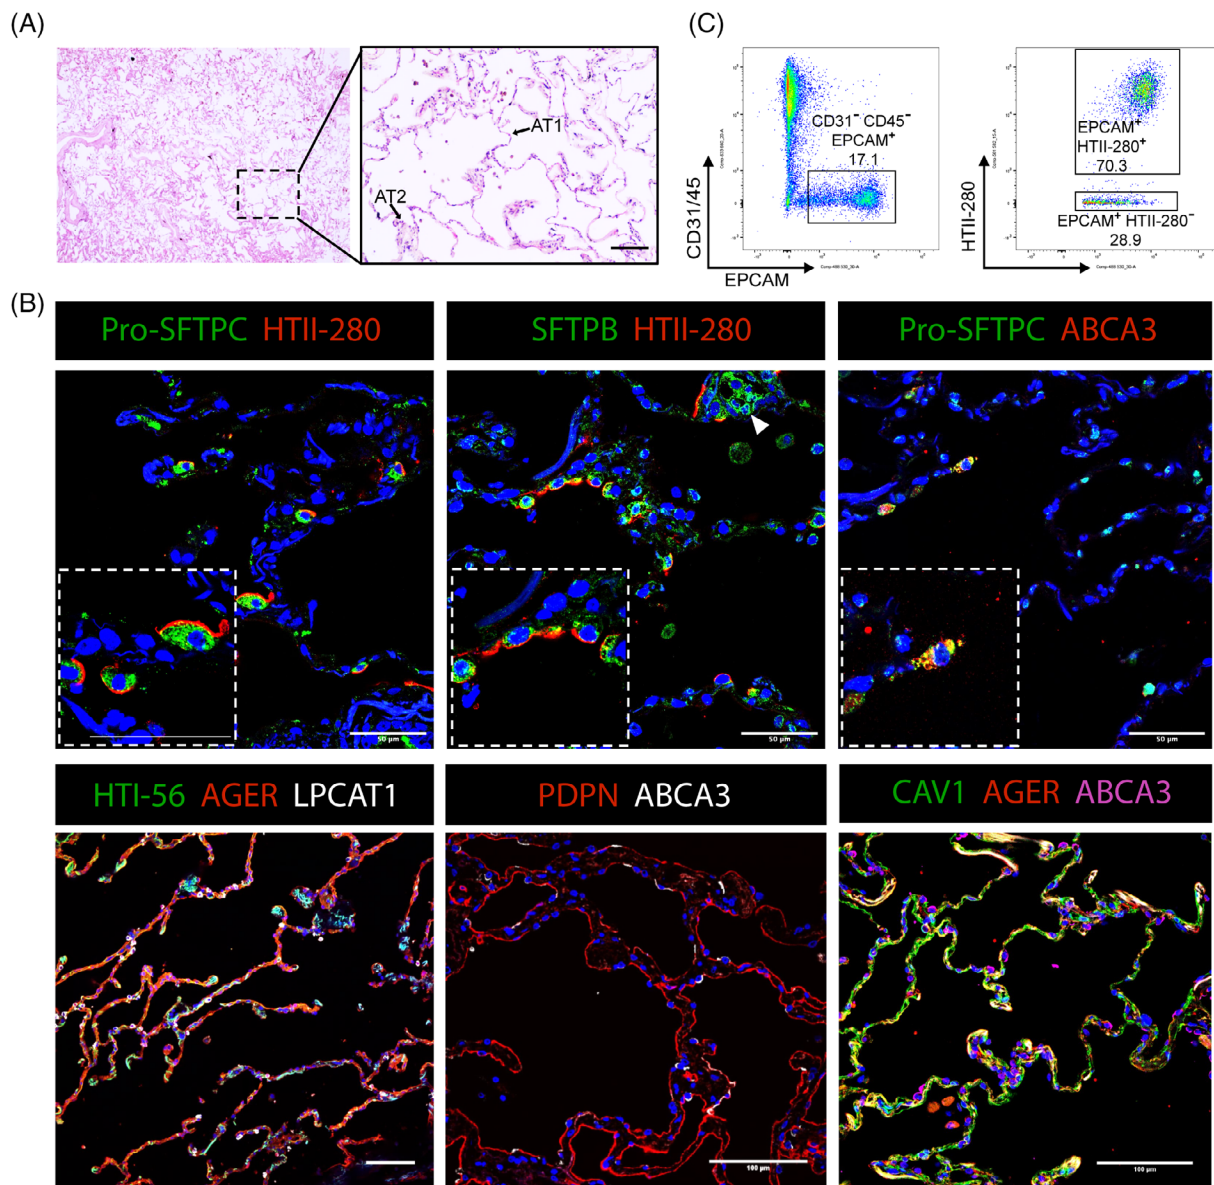 (A)
AT1
AT2
(C)
CD31⁻ CD45⁻
EPCAM⁺
17.1
CD31/45
EPCAM
EPCAM⁺
HTII-280⁺
70.3
EPCAM⁺ HTII-280⁻
28.9
HTII-280
(B)
Pro-SFTPC HTII-280
SFTPB HTII-280
Pro-SFTPC ABCA3
50 µm
50 µm
50 µm
HTI-56 AGER LPCAT1
PDPN ABCA3
CAV1 AGER ABCA3
100 µm
100 µm